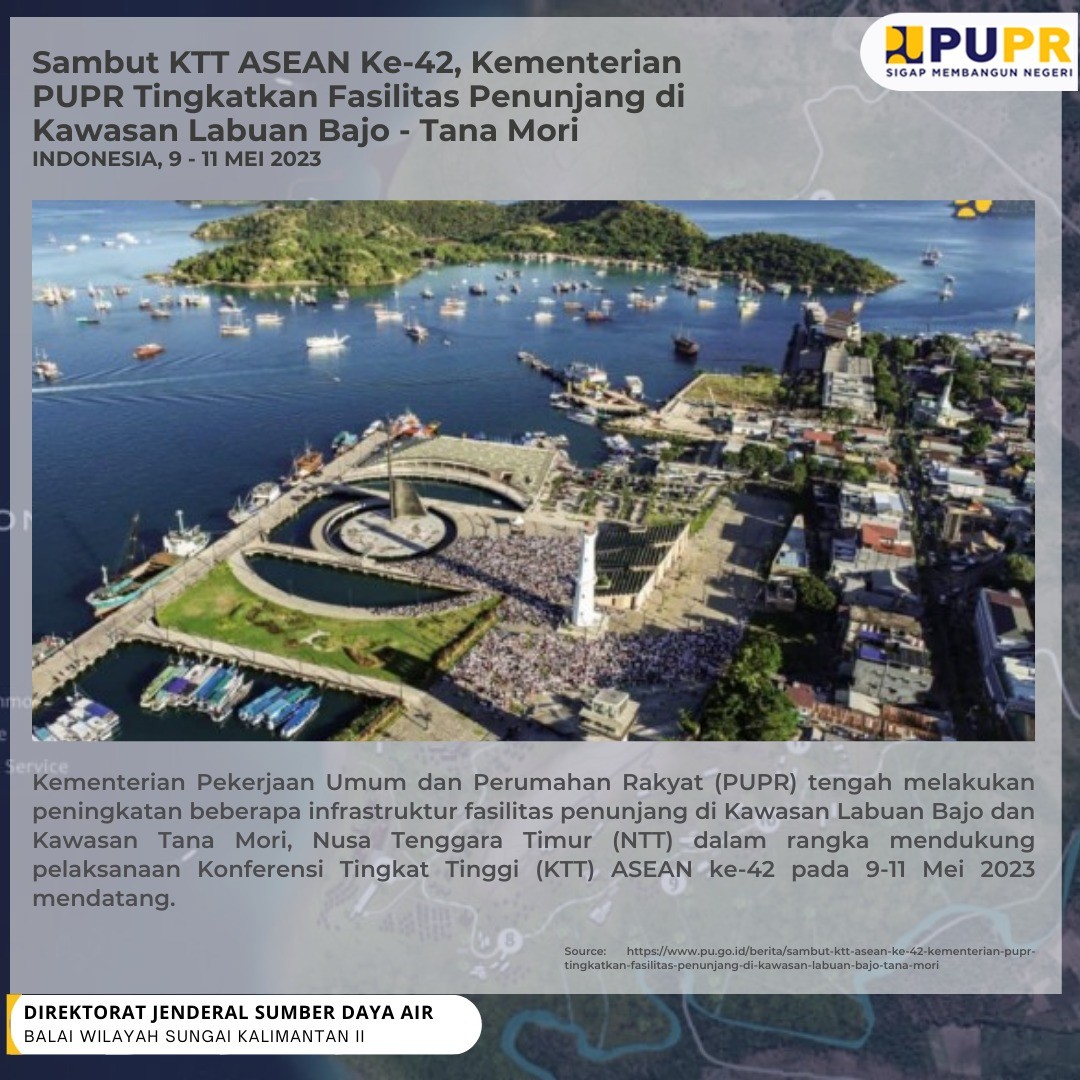 PUPR
SIGAP MEMBANGUN NEGERI
Sambut KTT ASEAN Ke-42, Kementerian
PUPR Tingkatkan Fasilitas Penunjang di
Kawasan Labuan Bajo - Tana Mori
INDONESIA, 9 - 11 MEI 2023
Kementerian Pekerjaan Umum dan Perumahan Rakyat (PUPR) tengah melakukan
peningkatan beberapa infrastruktur fasilitas penunjang di Kawasan Labuan Bajo dan
Kawasan Tana Mori, Nusa Tenggara Timur (NTT) dalam rangka mendukung
pelaksanaan Konferensi Tingkat Tinggi (KTT) ASEAN ke-42 pada 9-11 Mei 2023
mendatang.
Service
8
Source: https://www.pu.go.id/berita/sambut-ktt-asean-ke-42-kementerian-pupr-
tingkatkan-fasilitas-penunjang-di-kawasan-labuan-bajo-tana-mori
DIREKTORAT JENDERAL SUMBER DAYA AIR
BALAI WILAYAH SUNGAI KALIMANTAN II